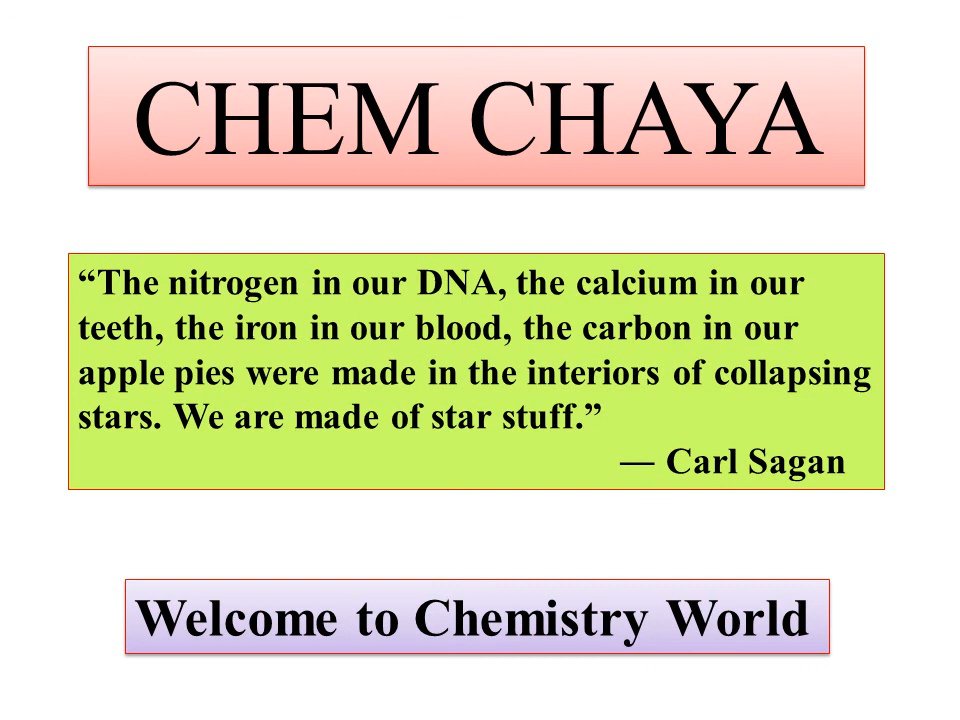 CHEM CHAYA
“The nitrogen in our DNA, the calcium in our
teeth, the iron in our blood, the carbon in our
apple pies were made in the interiors of collapsing
stars. We are made of star stuff.”
― Carl Sagan
Welcome to Chemistry World